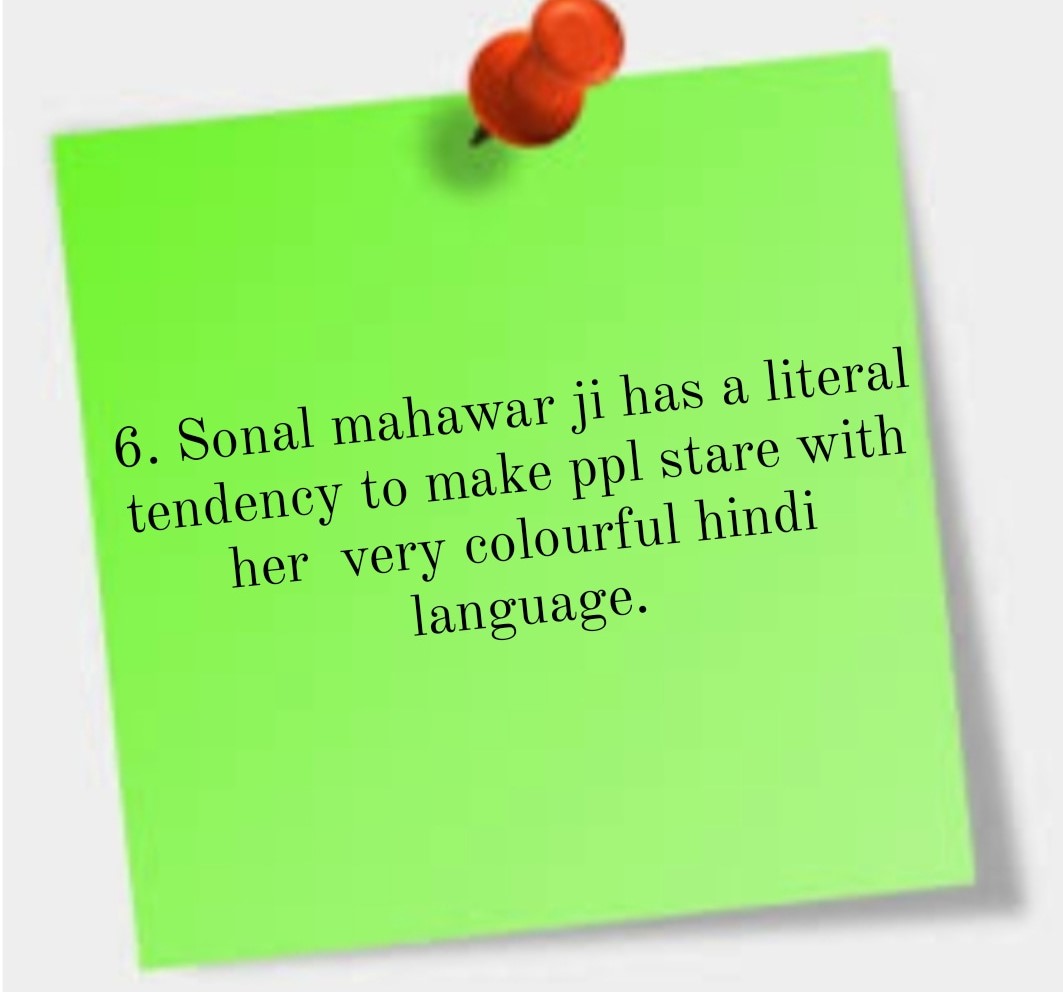 6. Sonal mahawar ji has a literal
tendency to make ppl stare with
her  very colourful hindi
language.